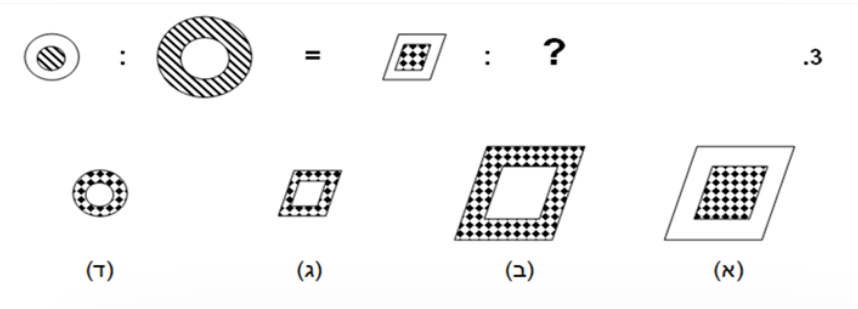 : = : ? .3
(א) (ב) (ג) (ד)